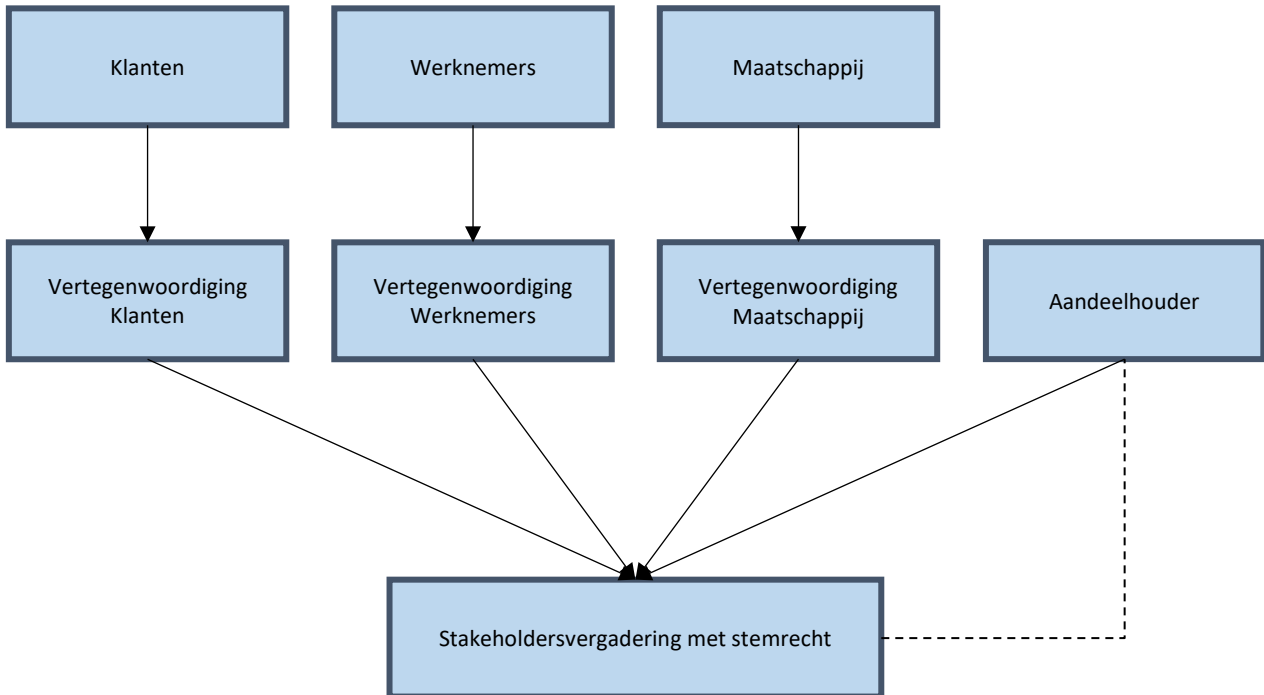 Klanten
Werknemers
Maatschappij
Vertegenwoordiging
Klanten
Vertegenwoordiging
Werknemers
Vertegenwoordiging
Maatschappij
Aandeelhouder
Stakeholdersvergadering met stemrecht